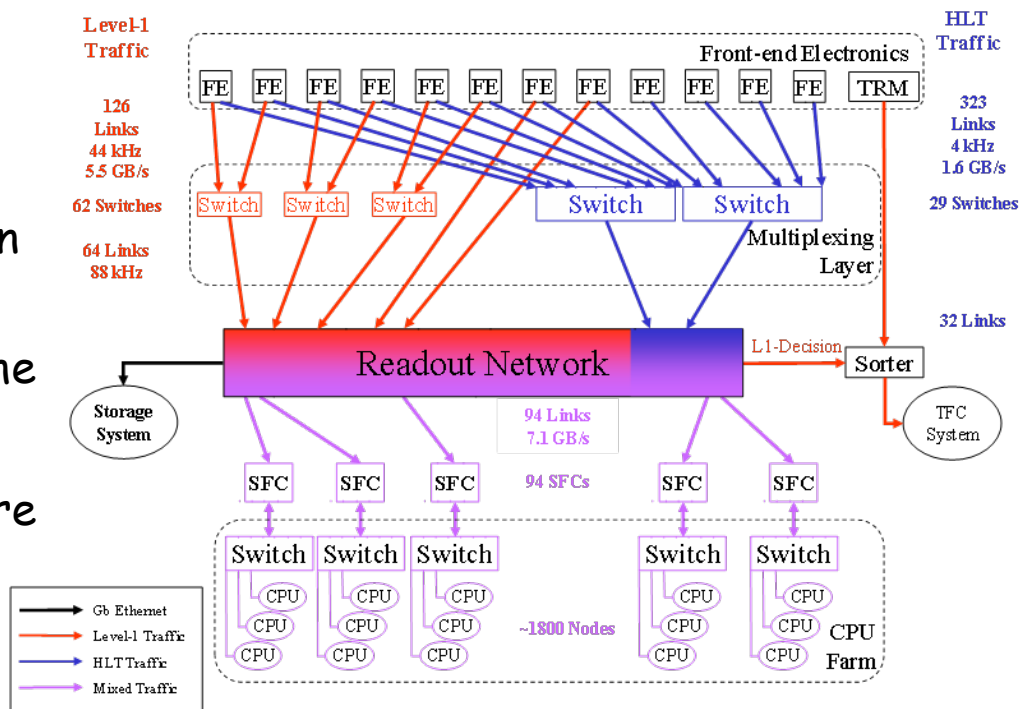 Level-1
Traffic
HLT
Traffic
Front-end Electronics
FE FE FE FE FE FE FE FE FE FE FE FE TRM
126
Links
44 kHz
5.5 GB/s
323
Links
4 kHz
1.6 GB/s
62 Switches
Switch Switch Switch Switch Switch
29 Switches
Multiplexing
Layer
64 Links
88 kHz
32 Links
Readout Network
L1-Decision
Sorter
Storage
System
94 Links
7.1 GB/s
TFC
System
SFC SFC SFC 94 SFCs SFC SFC
Switch Switch Switch Switch Switch
CPU CPU CPU CPU CPU
CPU CPU CPU ~1800 Nodes CPU CPU
CPU CPU CPU CPU CPU
CPU
Farm
Gb Ethernet
Level-1 Traffic
HLT Traffic
Mixed Traffic